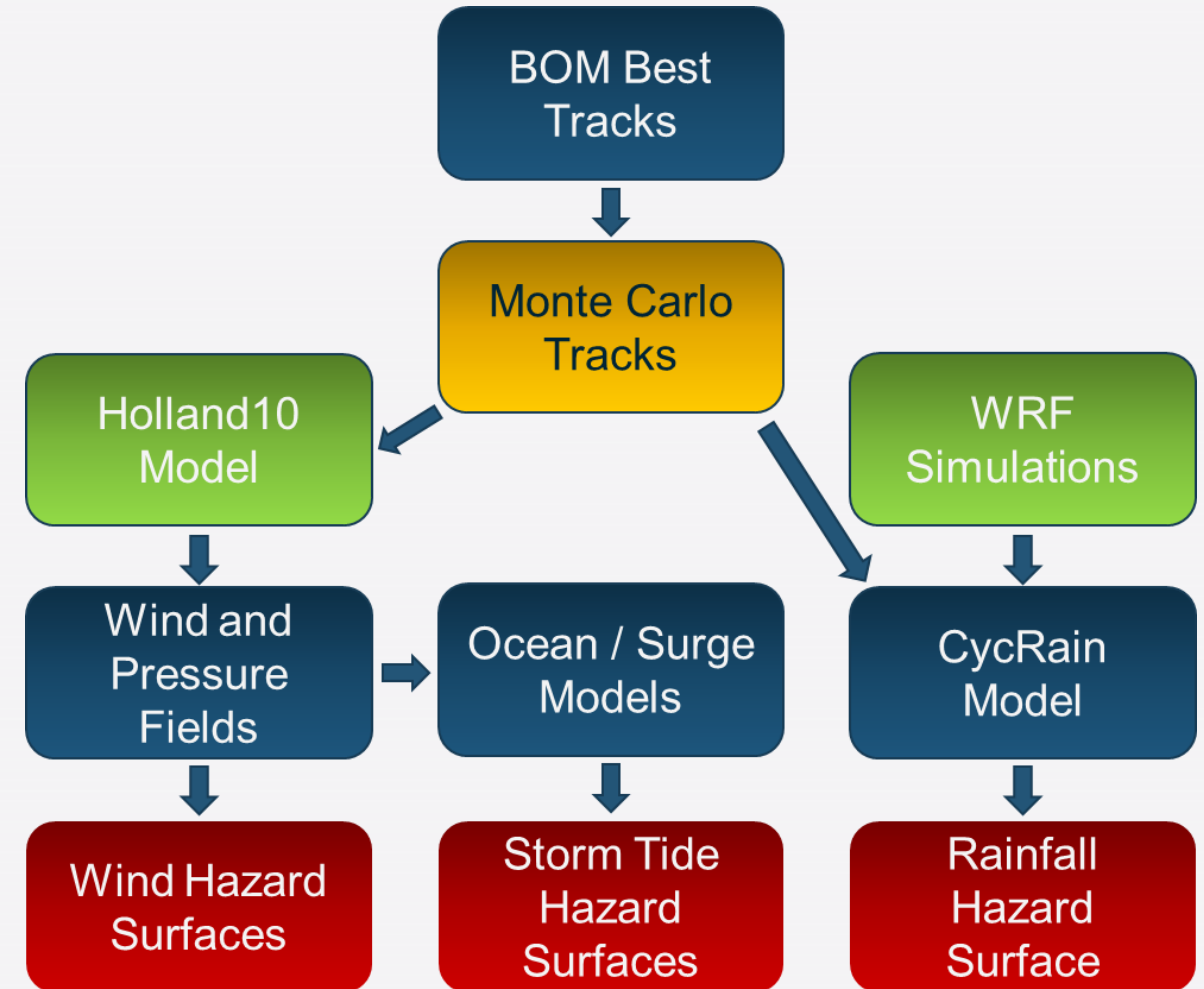 BOM Best
Tracks
Monte Carlo
Tracks
Holland10
Model
WRF
Simulations
Wind and
Pressure
Fields
Ocean / Surge
Models
CycRain
Model
Wind Hazard
Surfaces
Storm Tide
Hazard
Surfaces
Rainfall
Hazard
Surface